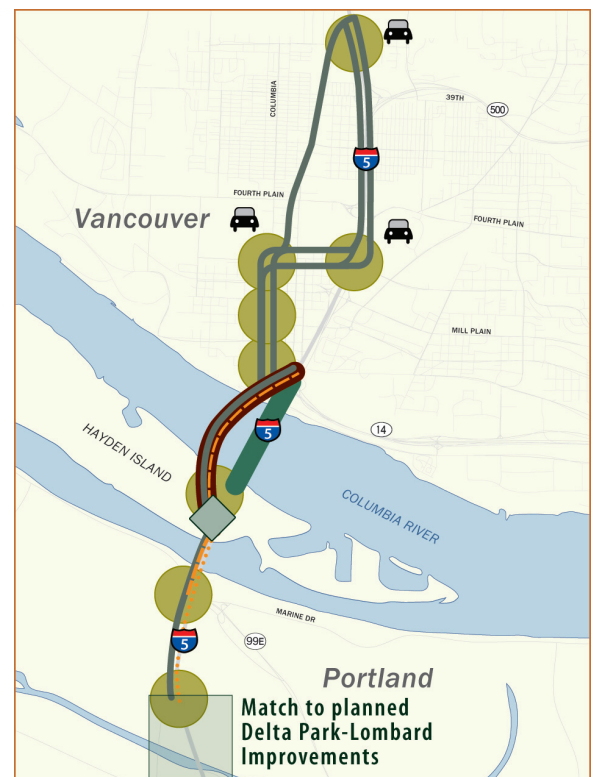 39TH
500
COLUMBIA
5
FOURTH PLAIN
Vancouver
FOURTH PLAIN
MILL PLAIN
14
5
HAYDEN ISLAND
COLUMBIA RIVER
MARINE DR
99E
5
Portland
Match to planned
Delta Park-Lombard
Improvements